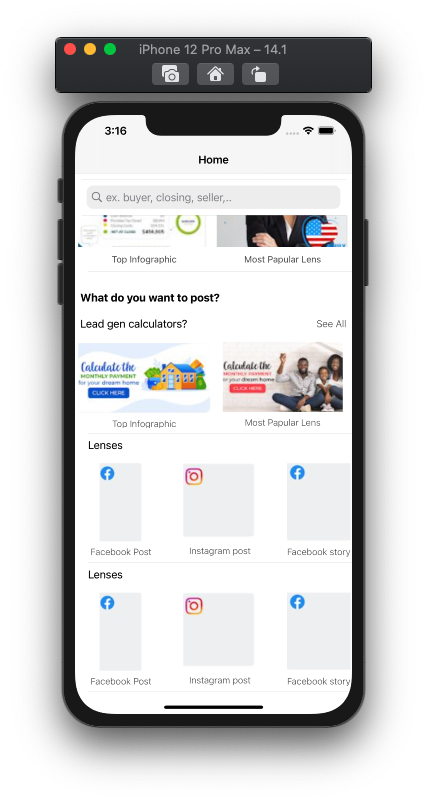 iPhone 12 Pro Max – 14.1
3:16
Home
ex. buyer, closing, seller,..
$454,935
Top Infographic
Most Papular Lens
What do you want to post?
Lead gen calculators?
See All
Calculate the
MONTHLY PAYMENT
for your dream home
CLICK HERE
Calculate the
MONTHLY PAYMENT
for your dream home
CLICK HERE
Top Infographic
Most Papular Lens
Lenses
Facebook Post
Instagram post
Facebook story
Lenses
Facebook Post
Instagram post
Facebook story